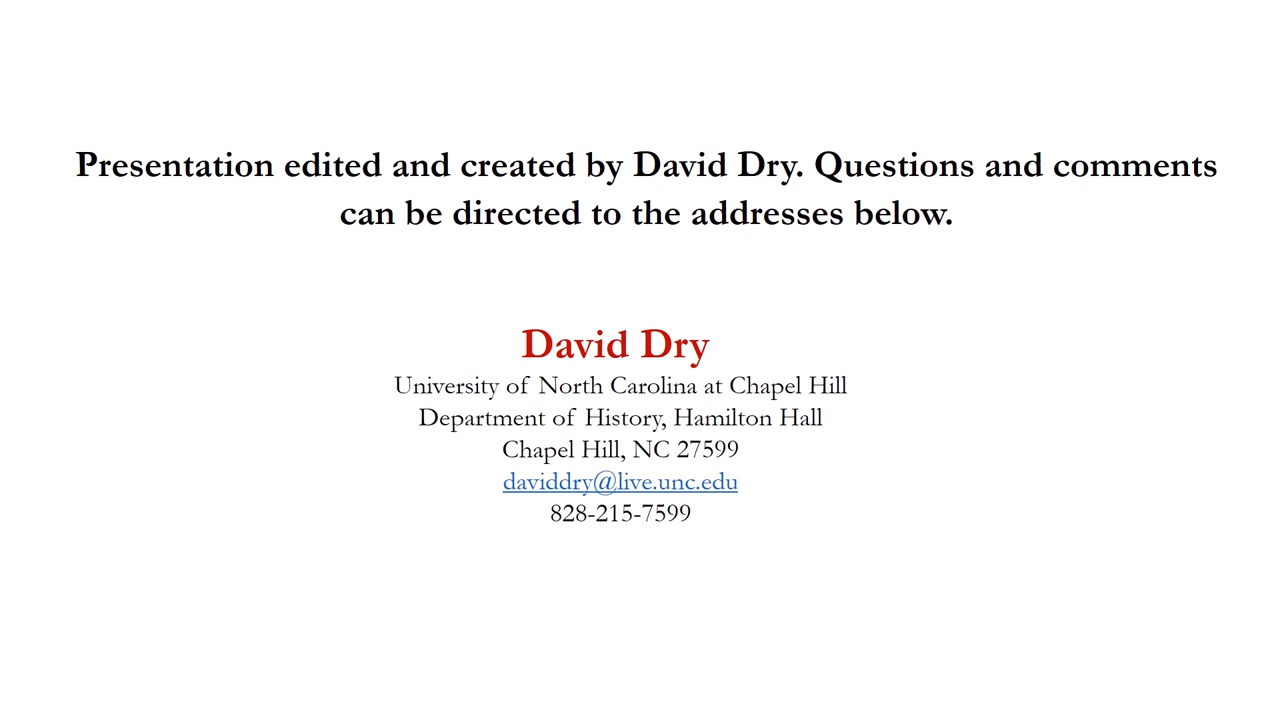 Presentation edited and created by David Dry. Questions and comments
can be directed to the addresses below.
David Dry
University of North Carolina at Chapel Hill
Department of History, Hamilton Hall
Chapel Hill, NC 27599
daviddry@live.unc.edu
828-215-7599